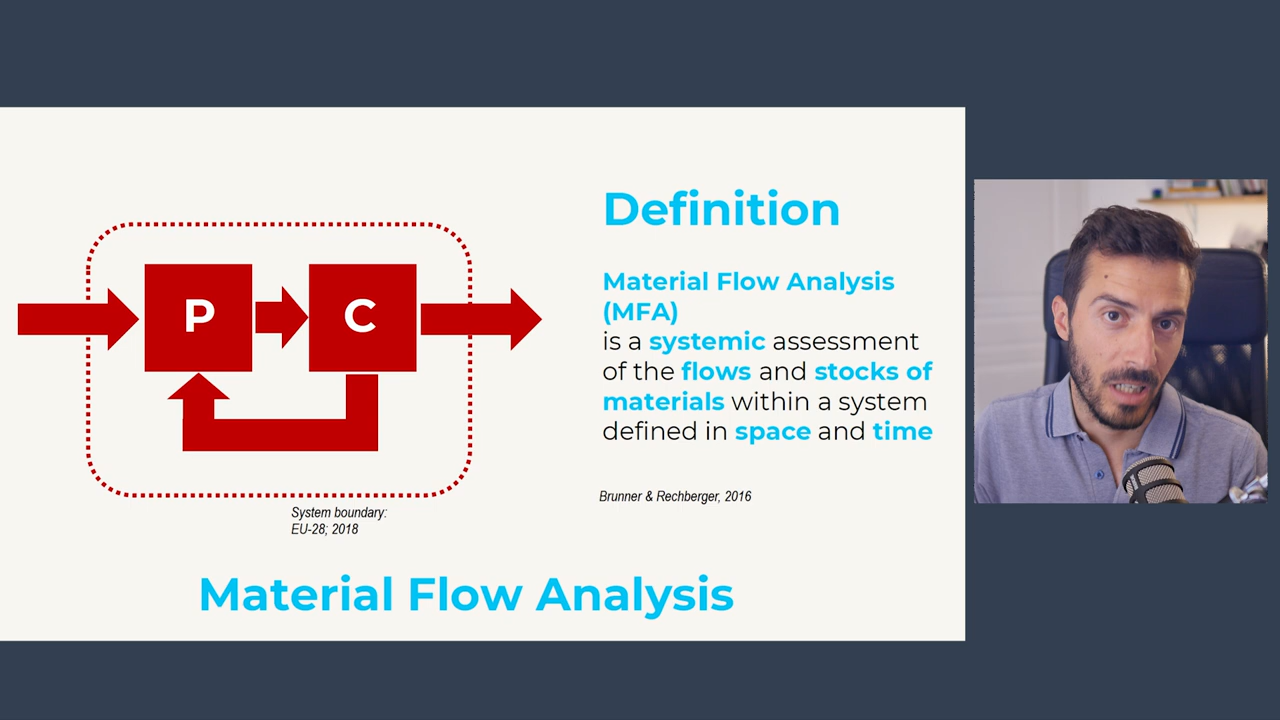 P
C
System boundary:
EU-28; 2018
Definition
Material Flow Analysis
(MFA)
is a systemic assessment
of the flows and stocks of
materials within a system
defined in space and time
Brunner & Rechberger, 2016
Material Flow Analysis